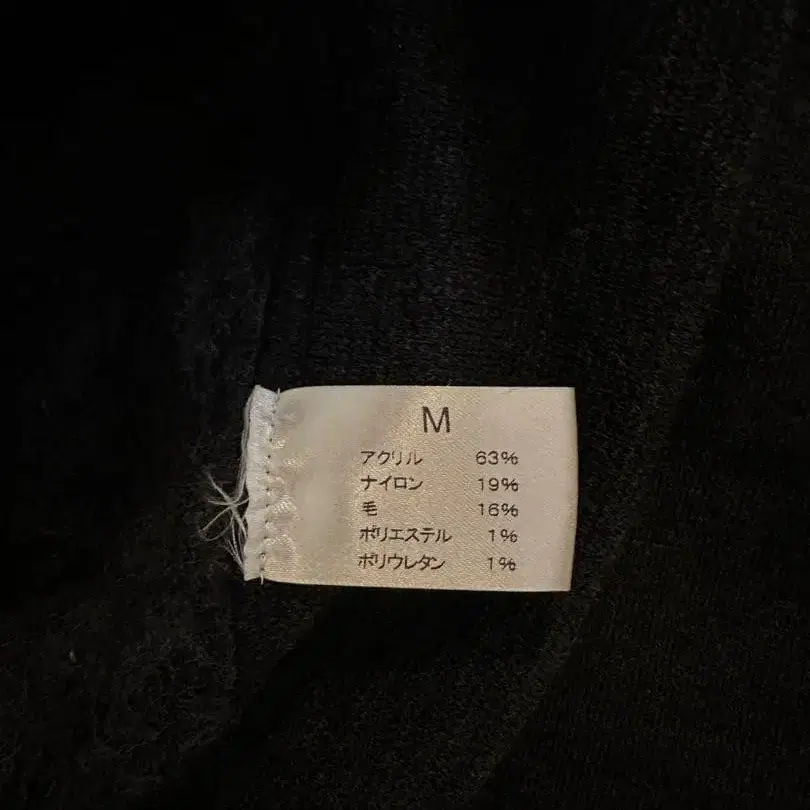 M
アクリル 63%
ナイロン 19%
毛 16%
ポリエステル 1%
ポリウレタン 1%